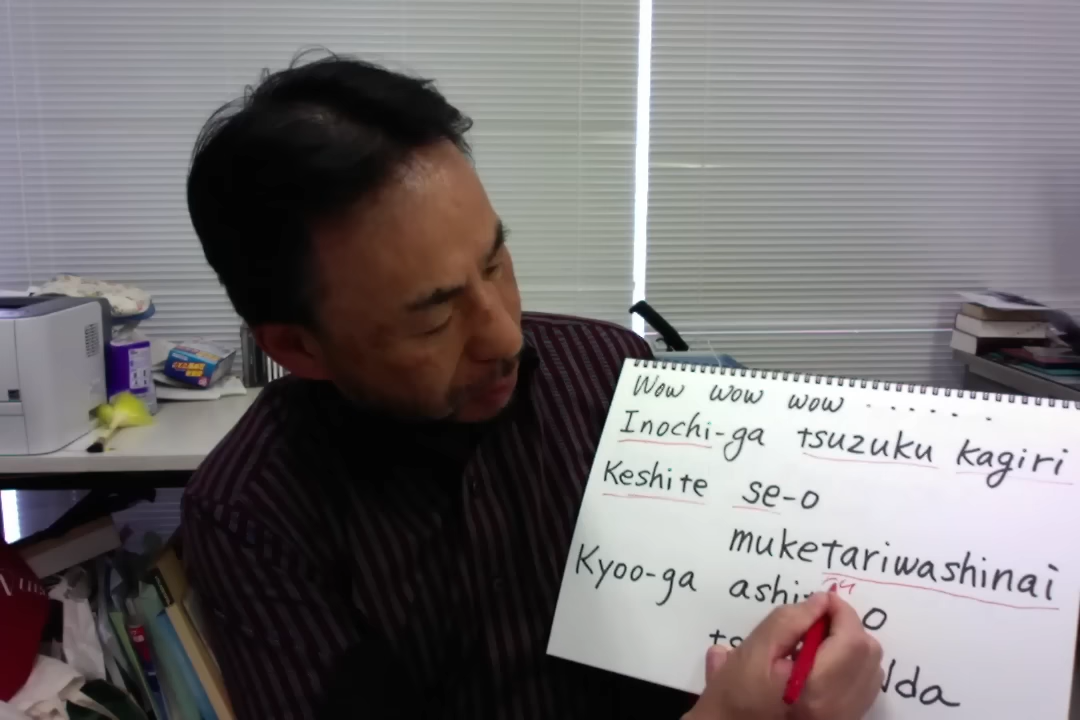 Wow wow wow . . . . . .
Inochi-ga tsuzuku kagiri
Keshite se-o
muketariwashinai
Kyoo-ga